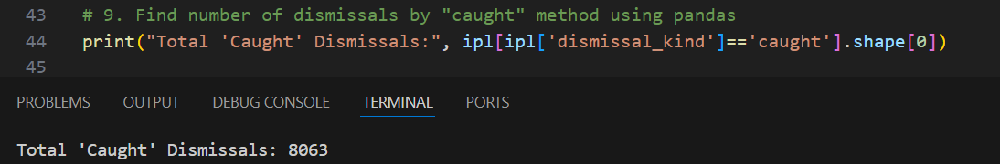 43 # 9. Find number of dismissals by "caught" method using pandas
44 print("Total 'Caught' Dismissals:", ipl[ipl['dismissal_kind']=='caught'].shape[0])
45
PROBLEMS OUTPUT DEBUG CONSOLE TERMINAL PORTS
Total 'Caught' Dismissals: 8063